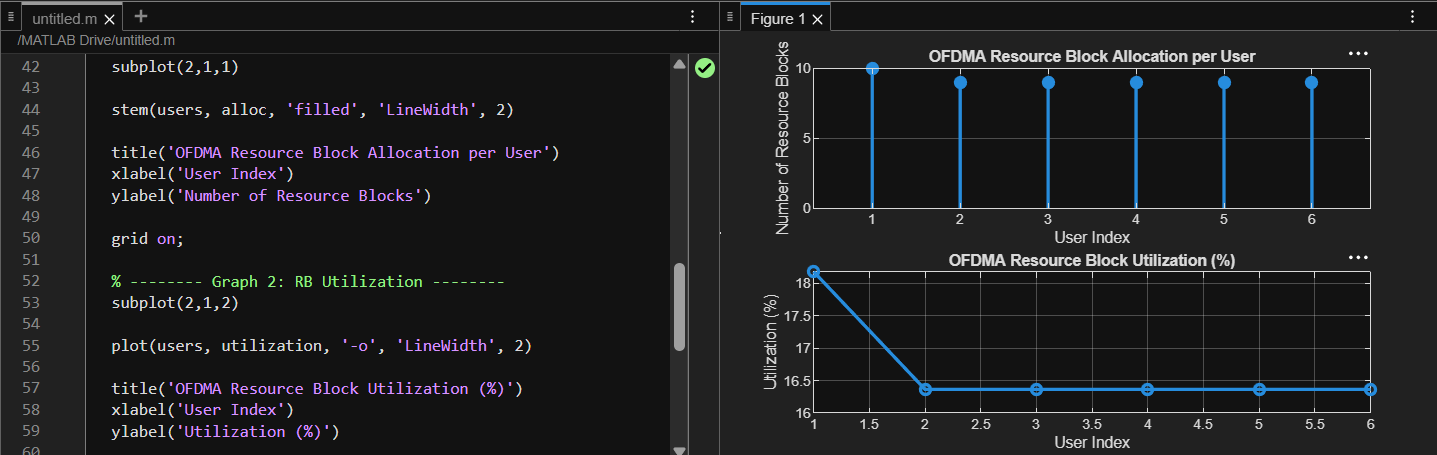 untitled.m
/MATLAB Drive/untitled.m
42 subplot(2,1,1)
43
44 stem(users, alloc, 'filled', 'LineWidth', 2)
45
46 title('OFDMA Resource Block Allocation per User')
47 xlabel('User Index')
48 ylabel('Number of Resource Blocks')
49
50 grid on;
51
52 % -------- Graph 2: RB Utilization --------
53 subplot(2,1,2)
54
55 plot(users, utilization, '-o', 'LineWidth', 2)
56
57 title('OFDMA Resource Block Utilization (%)')
58 xlabel('User Index')
59 ylabel('Utilization (%)')
60
Figure 1
OFDMA Resource Block Allocation per User
Number of Resource Blocks
10
5
0
1 2 3 4 5 6
User Index
OFDMA Resource Block Utilization (%)
Utilization (%)
18
17.5
17
16.5
16
1 1.5 2 2.5 3 3.5 4 4.5 5 5.5 6
User Index